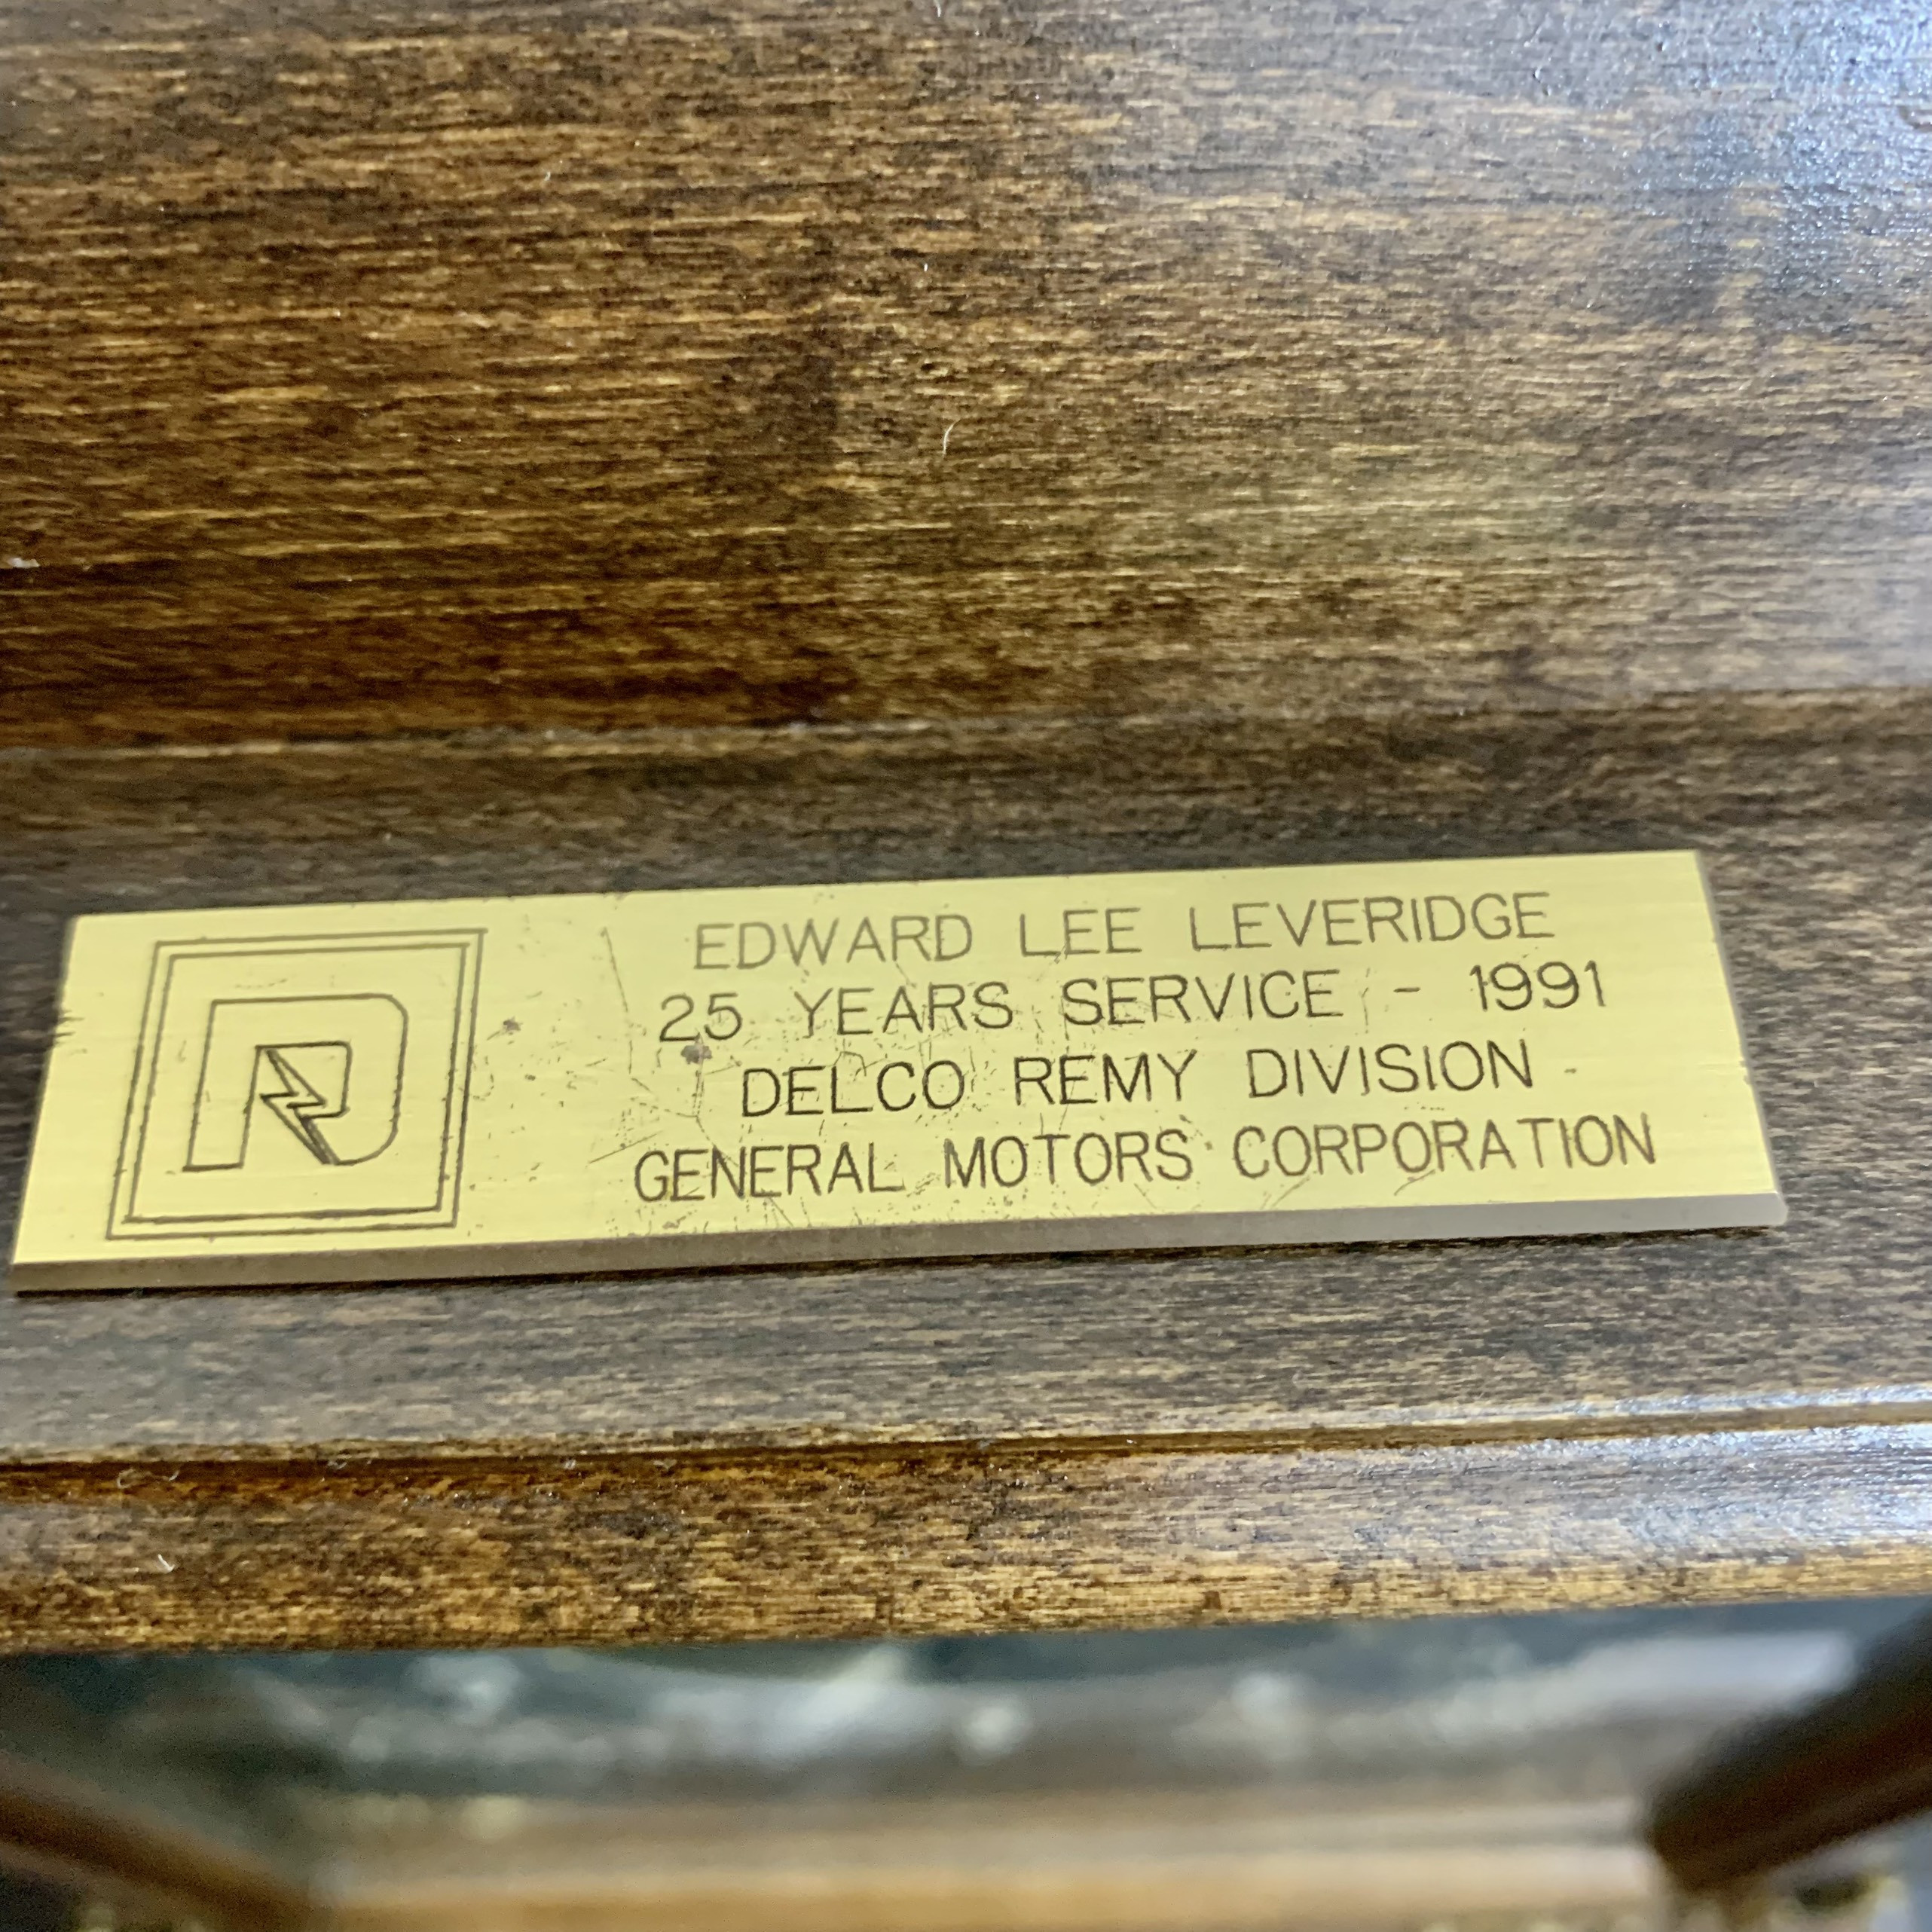 EDWARD LEE LEVERIDGE
25 YEARS SERVICE - 1991
DELCO REMY DIVISION
GENERAL MOTORS CORPORATION